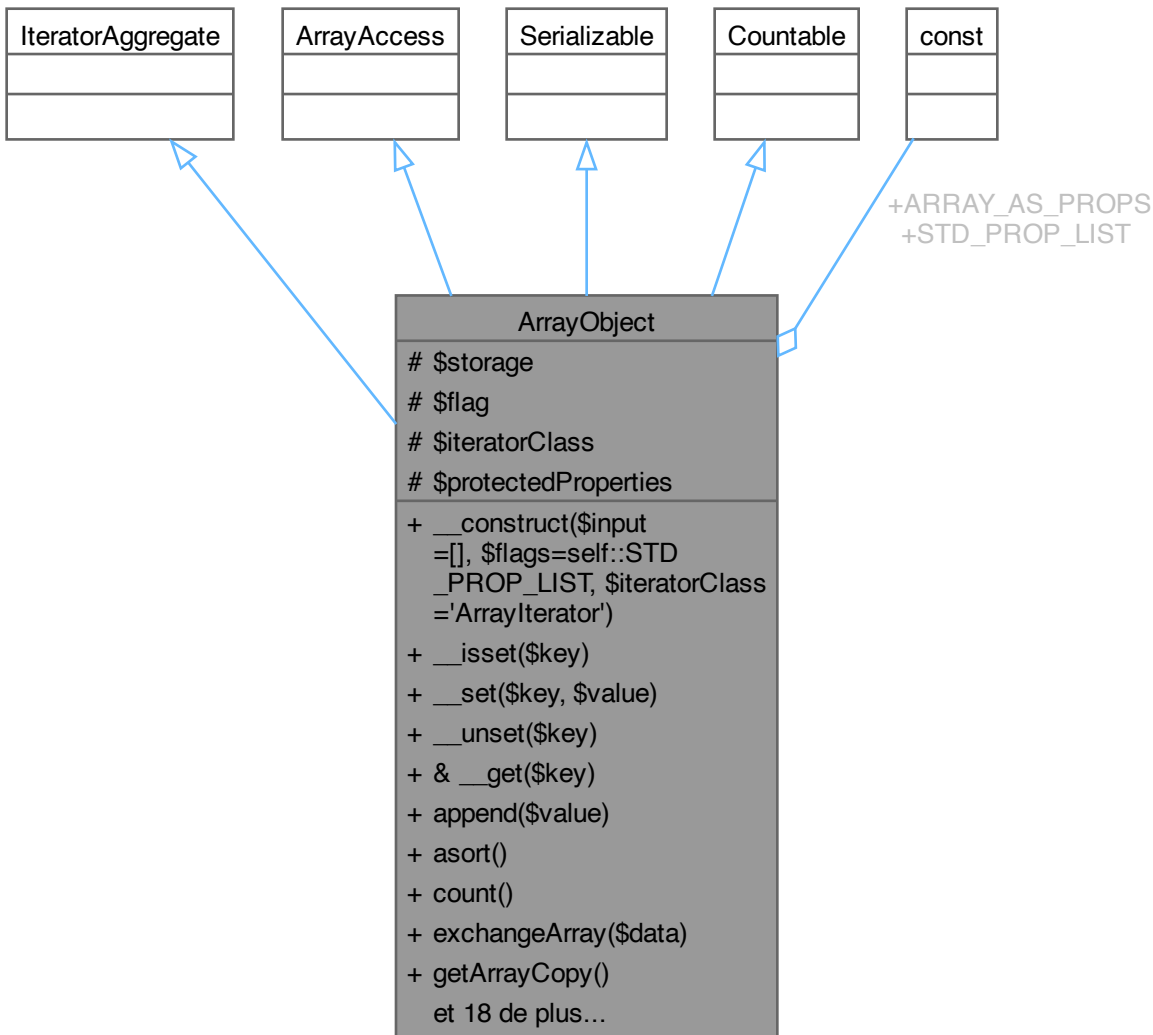 IteratorAggregate
ArrayAccess
Serializable
Countable
const
+ARRAY_AS_PROPS
+STD_PROP_LIST
ArrayObject
# $storage
# $flag
# $iteratorClass
# $protectedProperties
+ __construct($input
=[], $flags=self::STD
_PROP_LIST, $iteratorClass
='ArrayIterator')
+ __isset($key)
+ __set($key, $value)
+ __unset($key)
+ & __get($key)
+ append($value)
+ asort()
+ count()
+ exchangeArray($data)
+ getArrayCopy()
et 18 de plus...